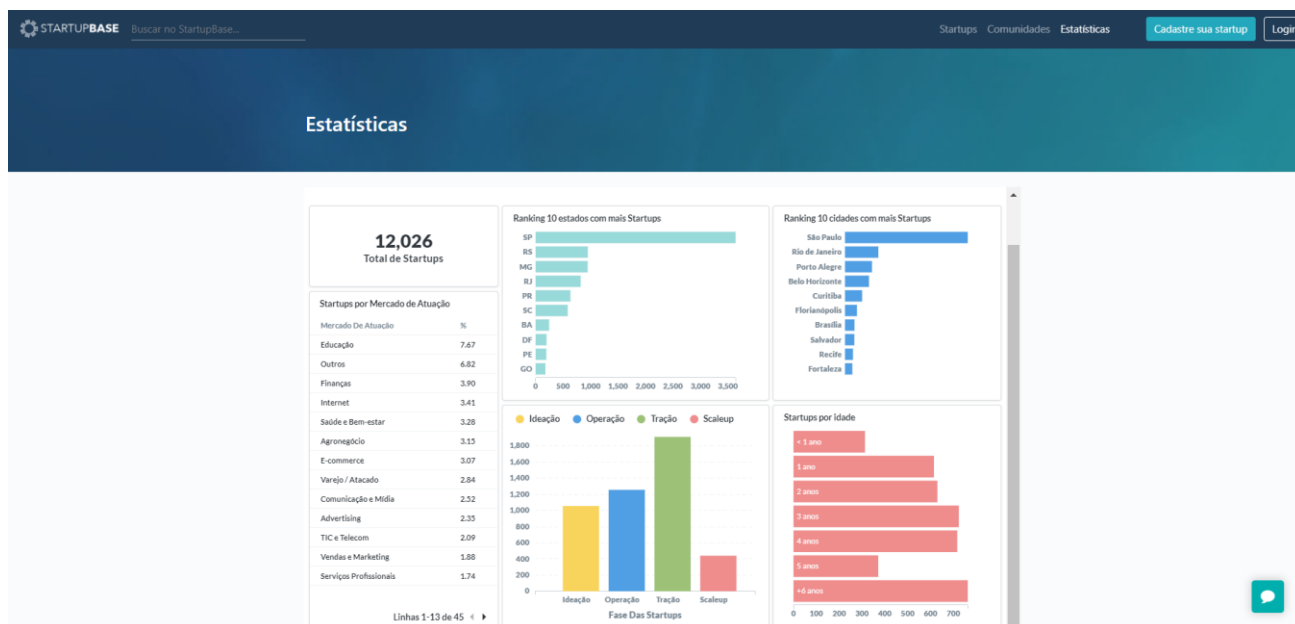 STARTUPBASE Buscar no StartupBase... Startups Comunidades Estatísticas Cadastre sua startup Login
Estatísticas
12,026
Total de Startups
Startups por Mercado de Atuação
Mercado De Atuação %
Educação 7.67
Outros 6.82
Finanças 3.90
Internet 3.41
Saúde e Bem-estar 3.28
Agronegócio 3.15
E-commerce 3.07
Varejo / Atacado 2.84
Comunicação e Mídia 2.52
Advertising 2.35
TIC e Telecom 2.09
Vendas e Marketing 1.88
Serviços Profissionais 1.74
Linhas 1-13 de 45
Ranking 10 estados com mais Startups
SP
RS
MG
RJ
PR
SC
BA
DF
PE
GO
0 500 1,000 1,500 2,000 2,500 3,000 3,500
Ranking 10 cidades com mais Startups
São Paulo
Rio de Janeiro
Porto Alegre
Belo Horizonte
Curitiba
Florianópolis
Brasília
Salvador
Recife
Fortaleza
Ideação Operação Tração Scaleup
1,800
1,600
1,400
1,200
1,000
800
600
400
200
0
Ideação Operação Tração Scaleup
Fase Das Startups
Startups por idade
< 1 ano
1 ano
2 anos
3 anos
4 anos
5 anos
+6 anos
0 100 200 300 400 500 600 700